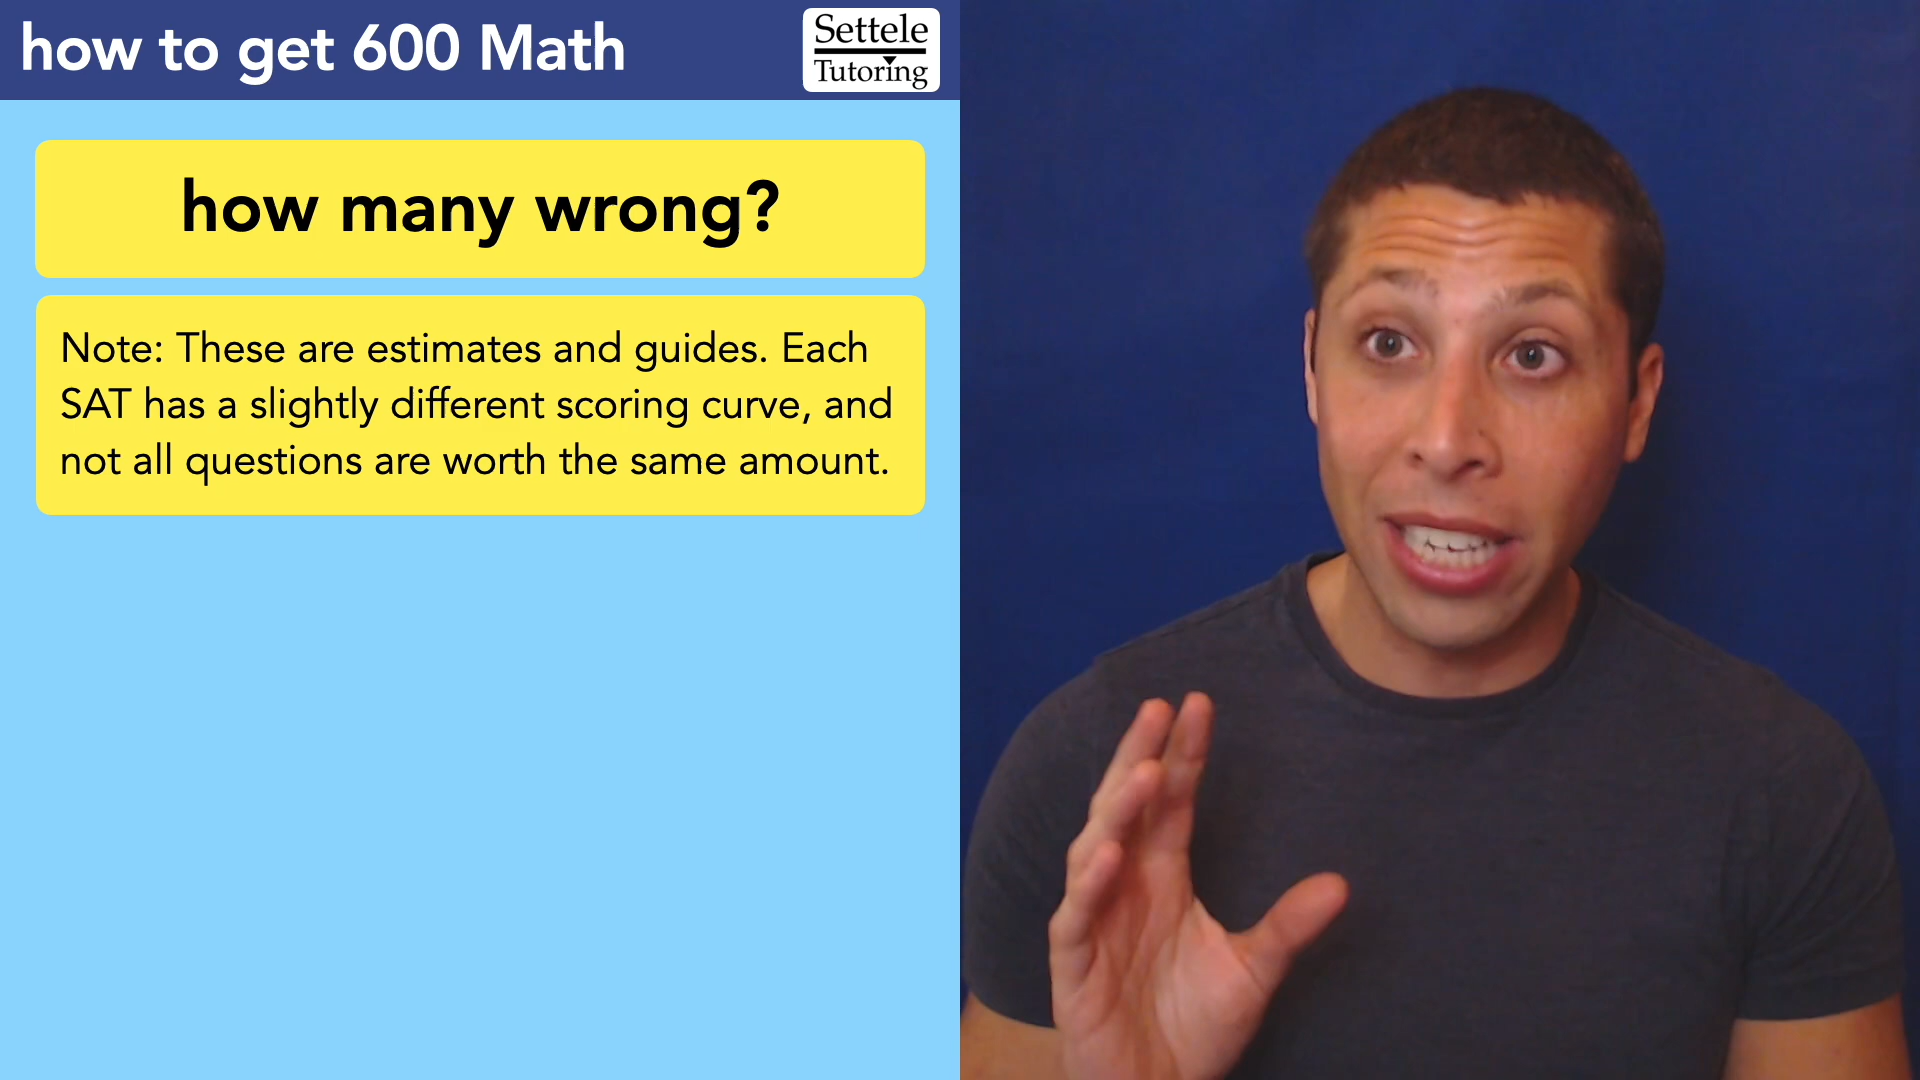 how to get 600 Math
Settele
Tutoring
how many wrong?
Note: These are estimates and guides. Each
SAT has a slightly different scoring curve, and
not all questions are worth the same amount.